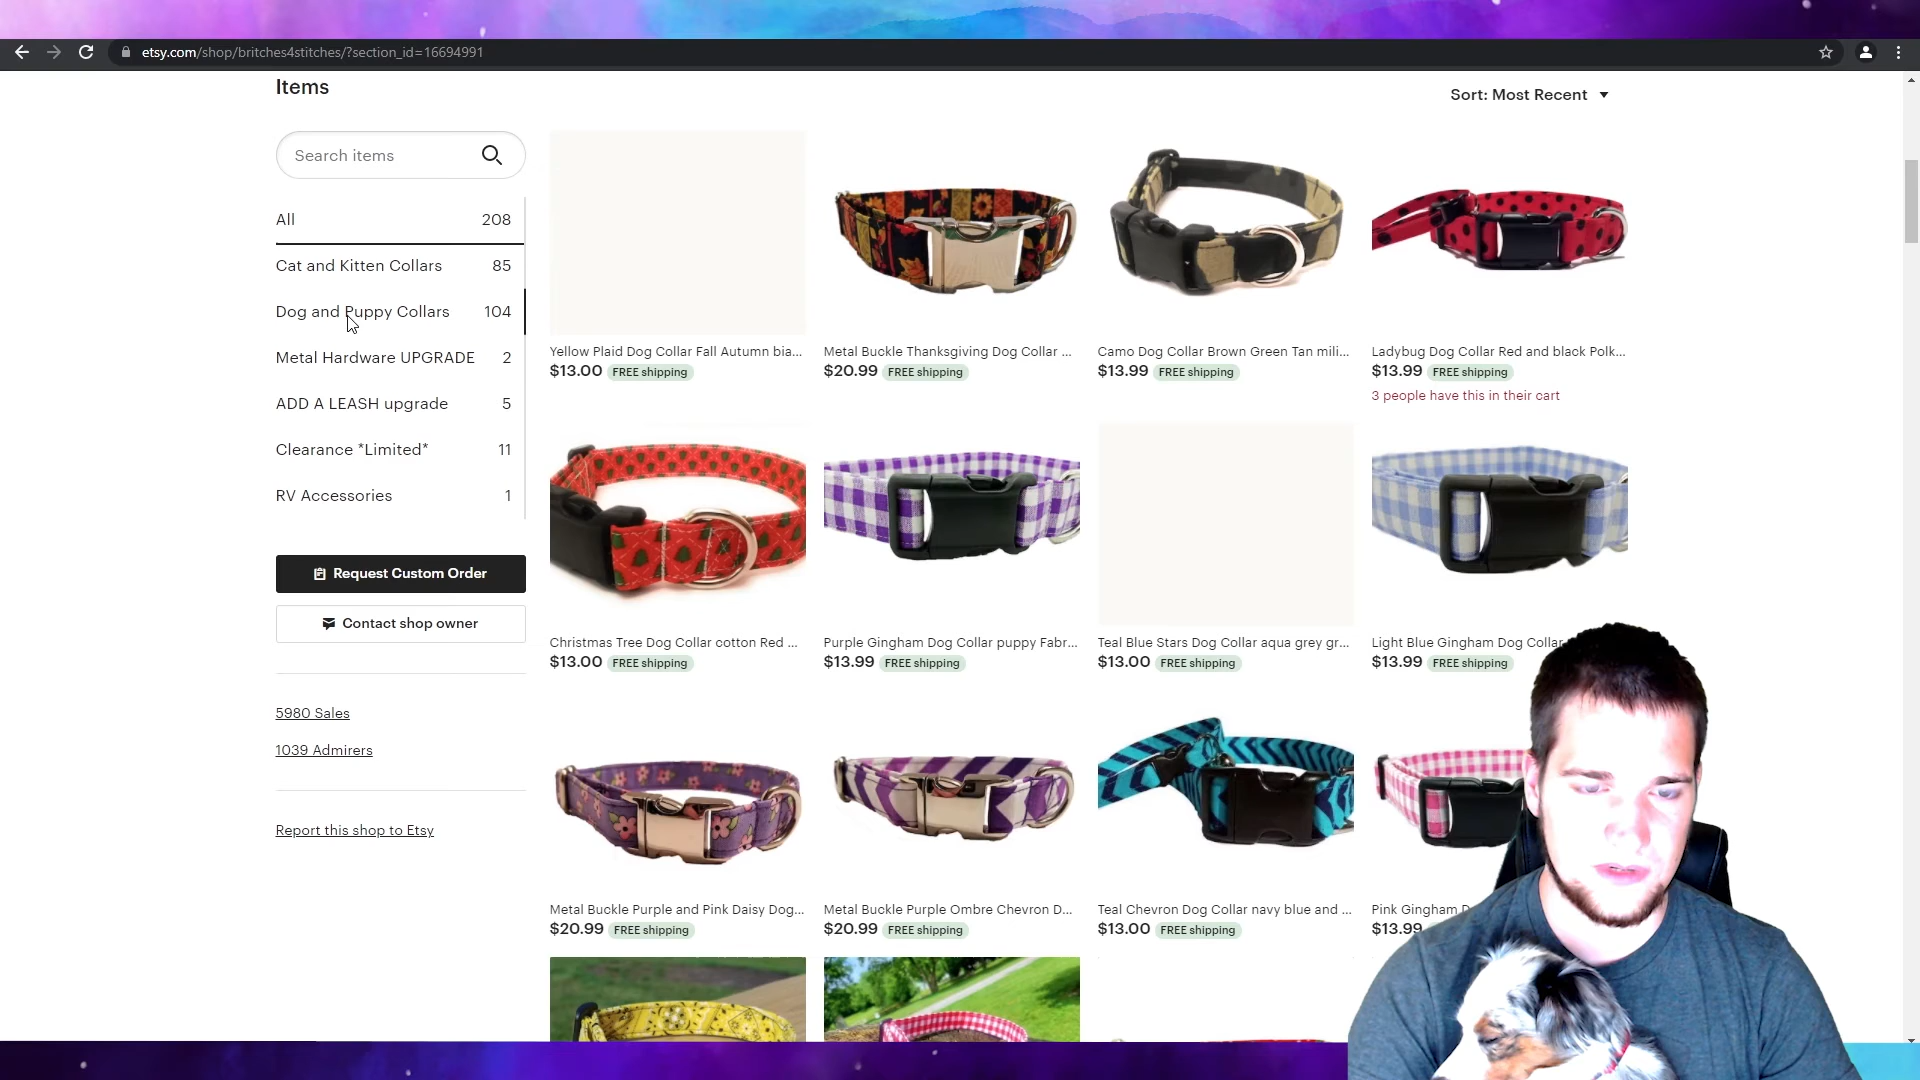 etsy.com/shop/britches4stitches/?section_id=16694991
Items
Sort: Most Recent
Search items
All 208
Cat and Kitten Collars 85
Dog and Puppy Collars 104
Metal Hardware UPGRADE 2
ADD A LEASH upgrade 5
Clearance *Limited* 11
RV Accessories 1
Request Custom Order
Contact shop owner
5980 Sales
1039 Admirers
Report this shop to Etsy
Yellow Plaid Dog Collar Fall Autumn bia...
$13.00 FREE shipping
Metal Buckle Thanksgiving Dog Collar ...
$20.99 FREE shipping
Camo Dog Collar Brown Green Tan mili...
$13.99 FREE shipping
Ladybug Dog Collar Red and black Polk...
$13.99 FREE shipping
3 people have this in their cart
Christmas Tree Dog Collar cotton Red ...
$13.00 FREE shipping
Purple Gingham Dog Collar puppy Fabr...
$13.99 FREE shipping
Teal Blue Stars Dog Collar aqua grey gr...
$13.00 FREE shipping
Light Blue Gingham Dog Collar
$13.99 FREE shipping
Metal Buckle Purple and Pink Daisy Dog...
$20.99 FREE shipping
Metal Buckle Purple Ombre Chevron D...
$20.99 FREE shipping
Teal Chevron Dog Collar navy blue and ...
$13.00 FREE shipping
Pink Gingham
$13.99